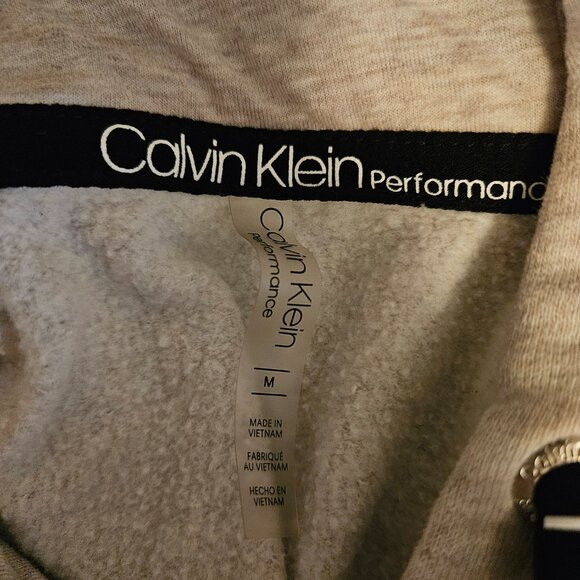 Calvin Klein Performanc
Calvin Klein
Performance
M
MADE IN
VIETNAM
FABRIQUÉ
AU VIETNAM
HECHO EN
VIETNAM